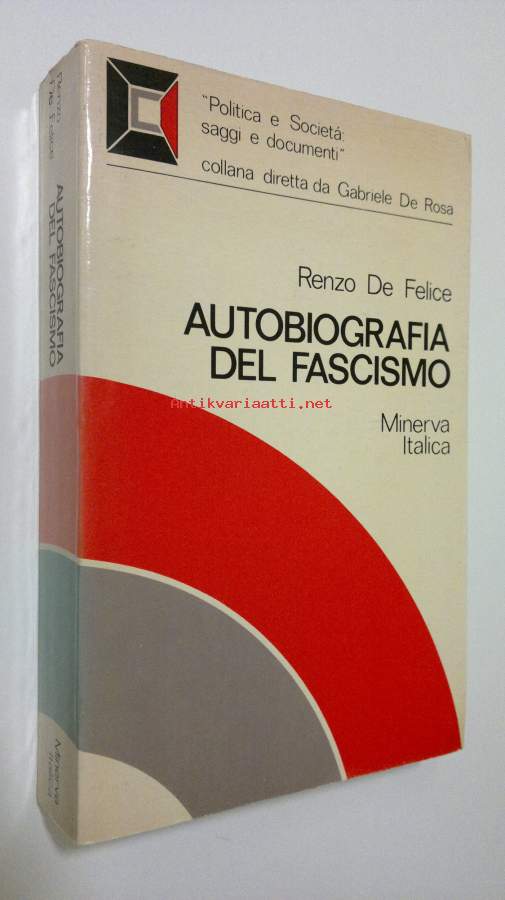 "Politica e Società:
saggi e documenti"
collana diretta da Gabriele De Rosa
Renzo De Felice
AUTOBIOGRAFIA
DEL FASCISMO
Minerva
Italica
Antikvariaatti.net
Renzo
De Felice
AUTOBIOGRAFIA
DEL FASCISMO
Minerva
Italica